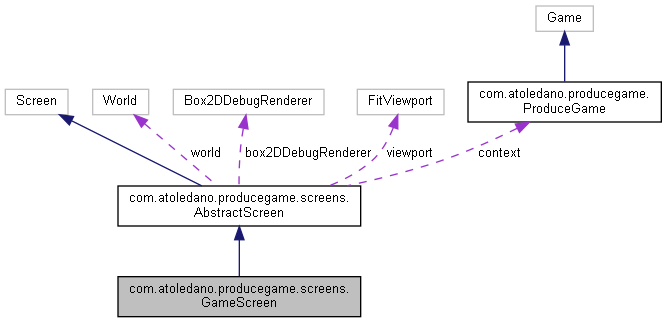 Game
Screen
World
Box2DDebugRenderer
FitViewport
com.atoledano.producegame.
ProduceGame
world
box2DDebugRenderer
viewport
context
com.atoledano.producegame.screens.
AbstractScreen
com.atoledano.producegame.screens.
GameScreen